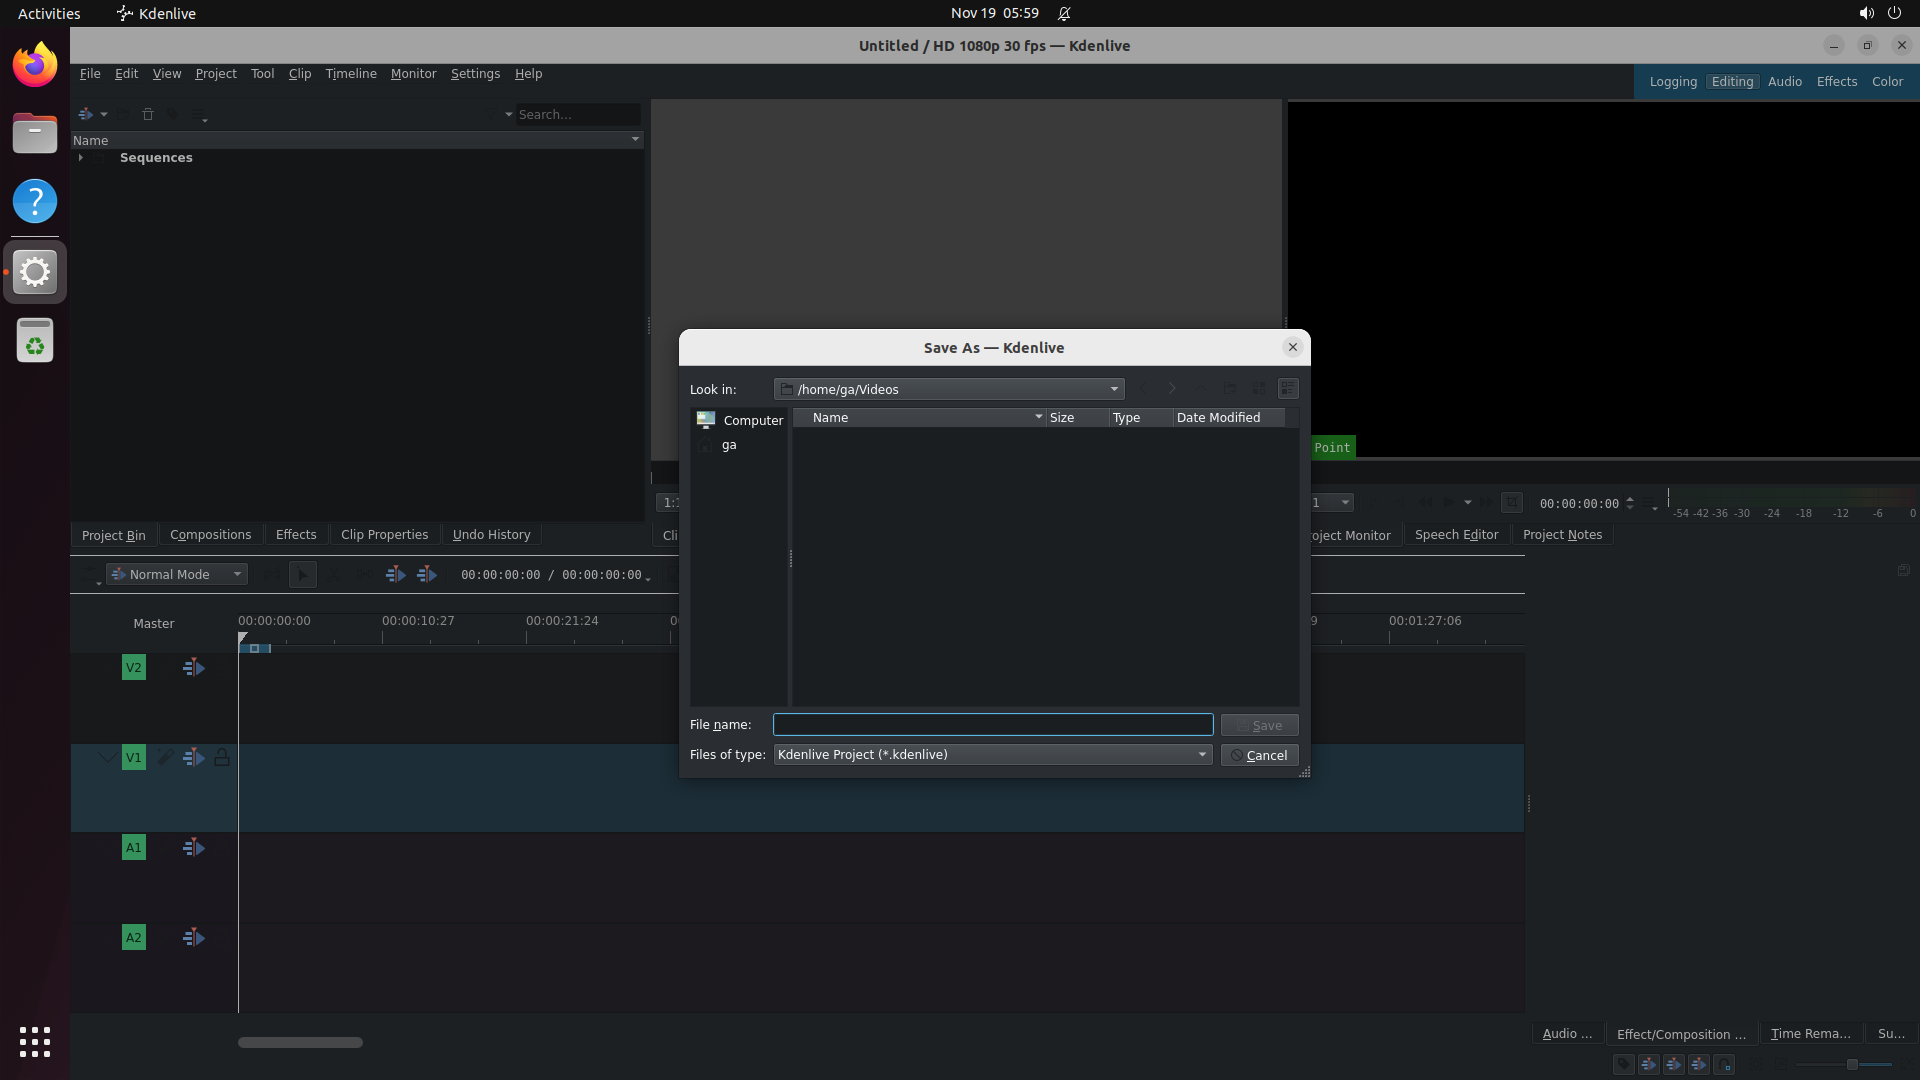 Activities
Kdenlive
Nov 19 05:59
Untitled / HD 1080p 30 fps — Kdenlive
File Edit View Project Tool Clip Timeline Monitor Settings Help
Logging Editing Audio Effects Color
Search...
Name
Sequences
Save As — Kdenlive
Look in: /home/ga/Videos
Computer
ga
Name Size Type Date Modified
File name: Save
Files of type: Kdenlive Project (*.kdenlive) Cancel
Point
00:00:00:00
-54 -42 -36 -30 -24 -18 -12 -6 0
Project Bin Compositions Effects Clip Properties Undo History
Speech Editor Project Notes
Normal Mode 00:00:00:00 / 00:00:00:00
Master
00:00:00:00 00:00:10:27 00:00:21:24 00:01:27:06
V2
V1
A1
A2
Audio ... Effect/Composition ... Time Rema... Su...